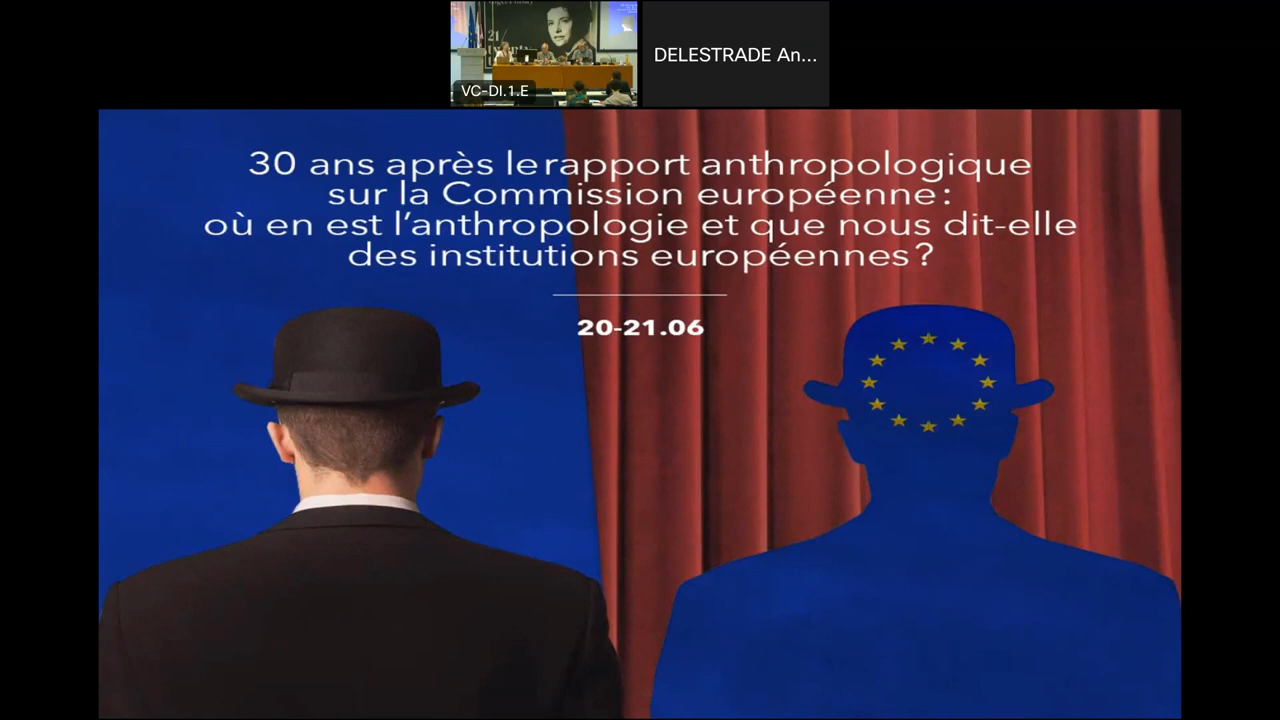 VC-DI.1.E
DELESTRADE An...
30 ans après le rapport anthropologique
sur la Commission européenne :
où en est l’anthropologie et que nous dit-elle
des institutions européennes ?
20-21.06